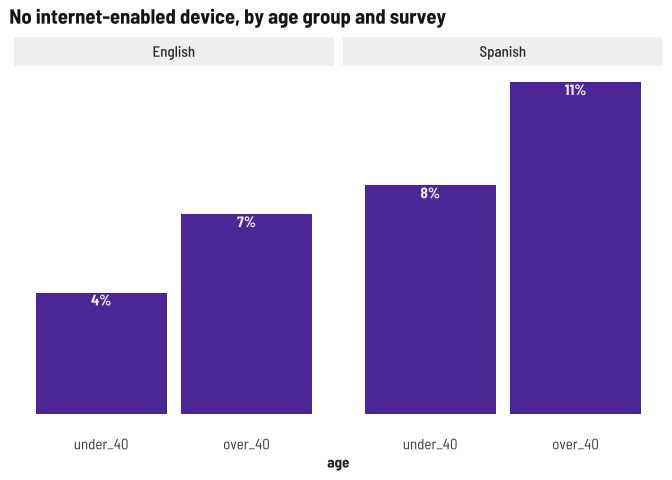 No internet-enabled device, by age group and survey
English
Spanish
11%
8%
7%
4%
under_40
over_40
under_40
over_40
age